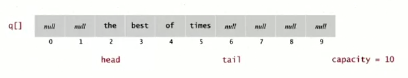 q[] null null the best of times null null null null
0 1 2 3 4 5 6 7 8 9
head tail capacity = 10